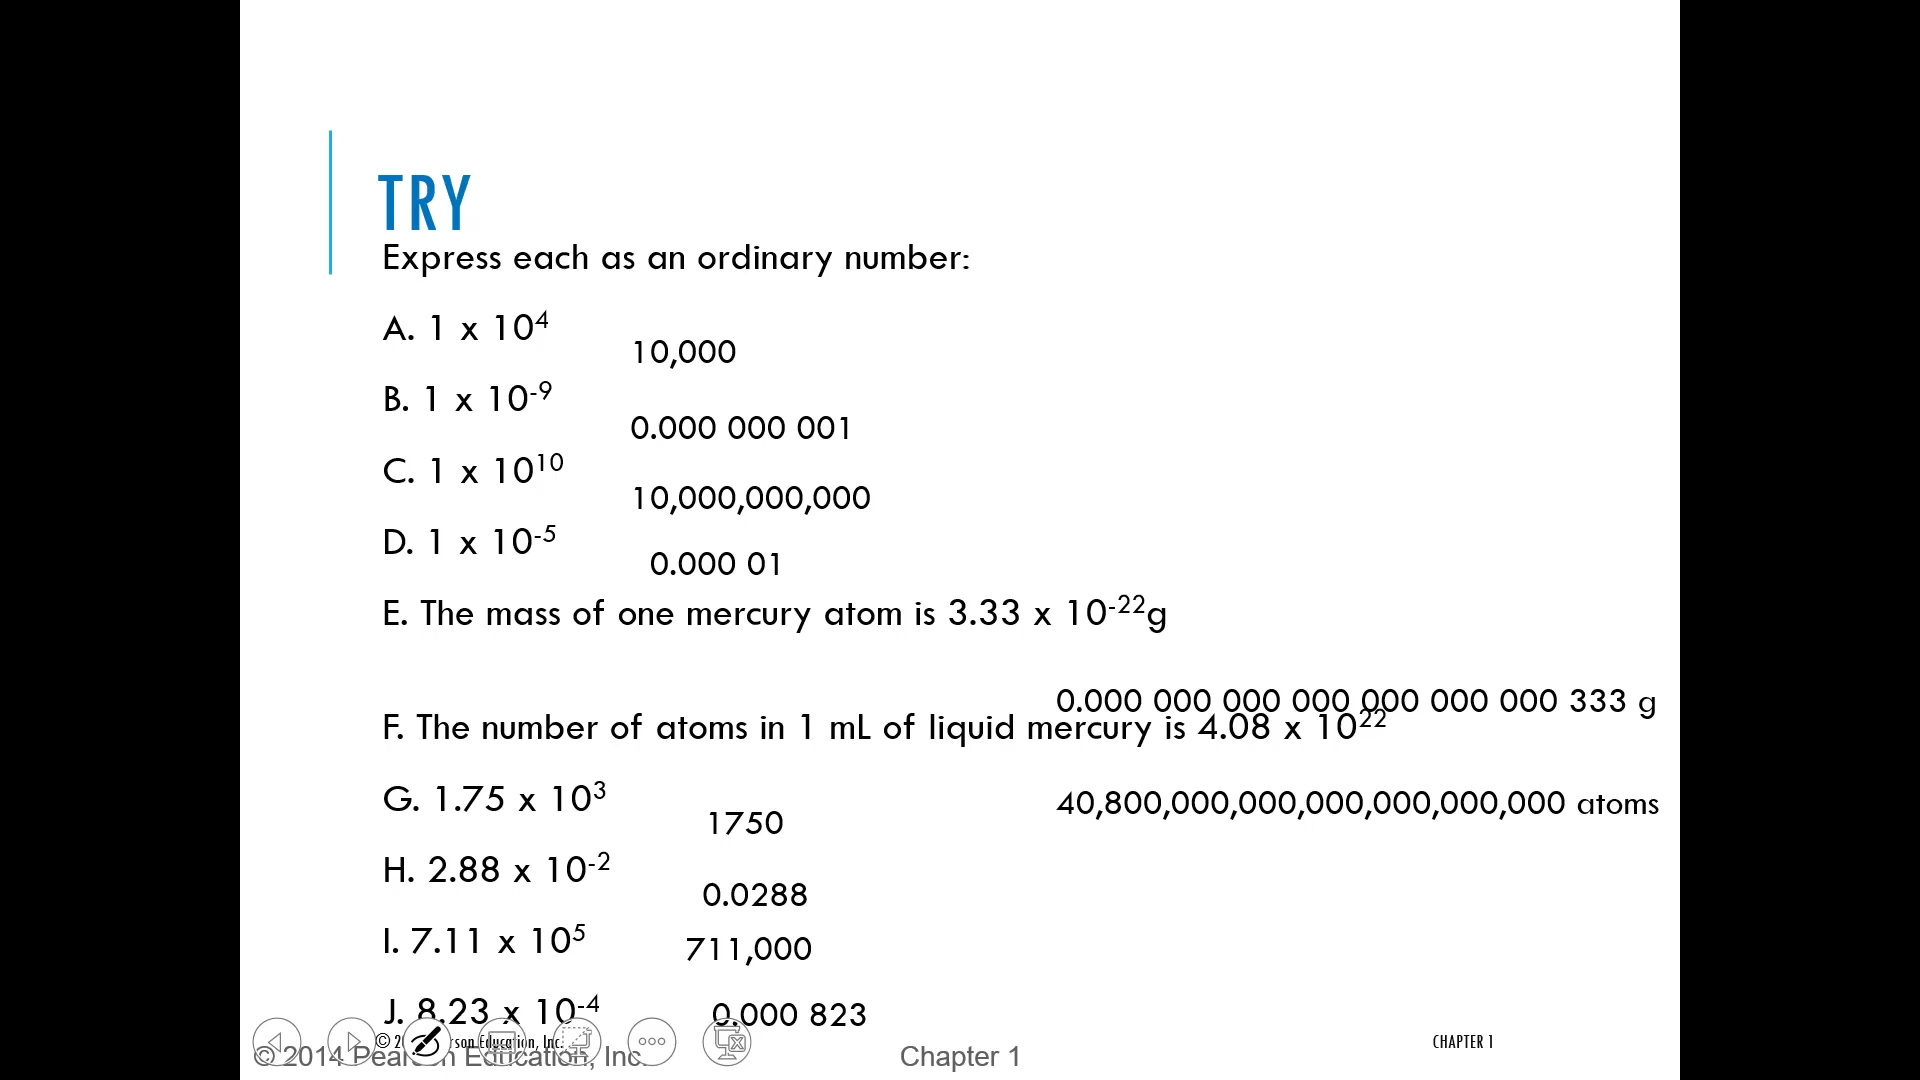 TRY
Express each as an ordinary number:
A. 1 x 10⁴
10,000
B. 1 x 10⁻⁹
0.000 000 001
C. 1 x 10¹⁰
10,000,000,000
D. 1 x 10⁻⁵
0.000 01
E. The mass of one mercury atom is 3.33 x 10⁻²²g
0.000 000 000 000 000 000 000 333 g
F. The number of atoms in 1 mL of liquid mercury is 4.08 x 10²²
40,800,000,000,000,000,000,000 atoms
G. 1.75 x 10³
1750
H. 2.88 x 10⁻²
0.0288
I. 7.11 x 10⁵
711,000
J. 8.23 x 10⁻⁴
0.000 823
Education, Inc.
CHAPTER 1
© 2014 Pearson Education, Inc.
Chapter 1